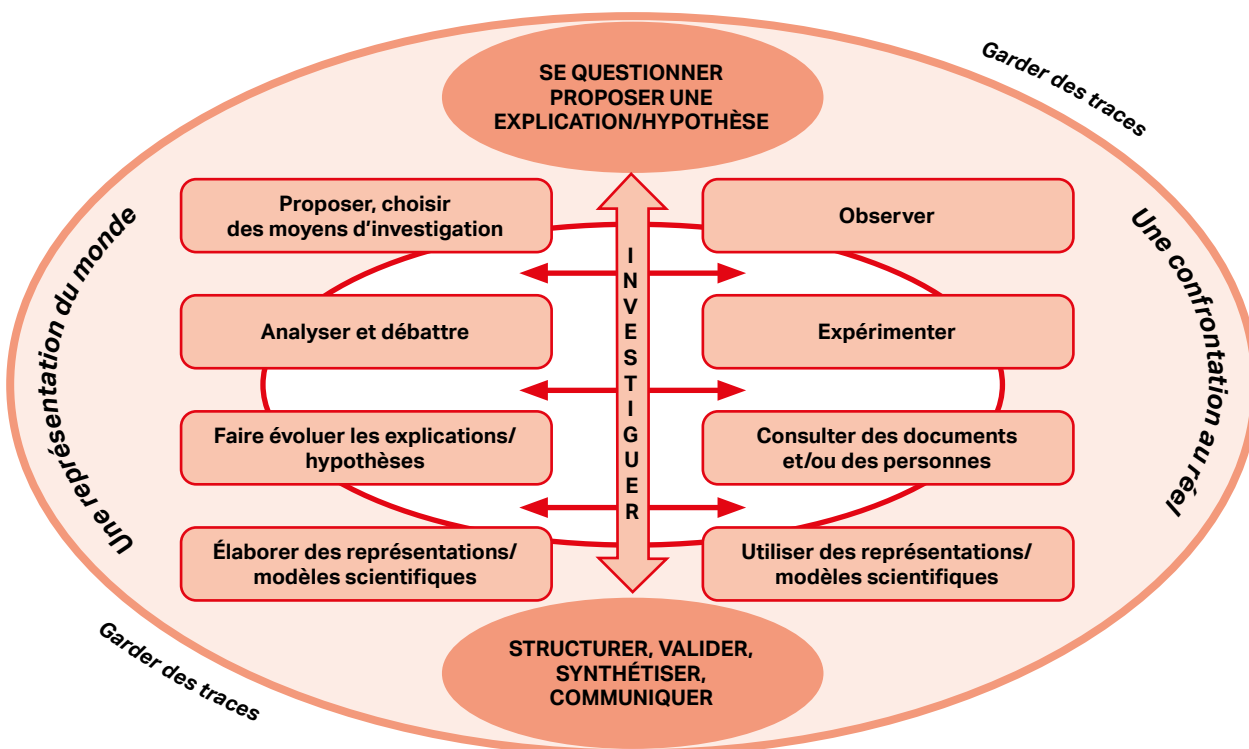 SE QUESTIONNER
PROPOSER UNE
EXPLICATION/HYPOTHÈSE
Garder des traces
Une représentation du monde
Une confrontation au réel
Proposer, choisir
des moyens d'investigation
Observer
Analyser et débattre
Expérimenter
Faire évoluer les explications/
hypothèses
Consulter des documents
et/ou des personnes
Élaborer des représentations/
modèles scientifiques
Utiliser des représentations/
modèles scientifiques
INVESTIGUER
STRUCTURER, VALIDER,
SYNTHÉTISER,
COMMUNIQUER
Garder des traces